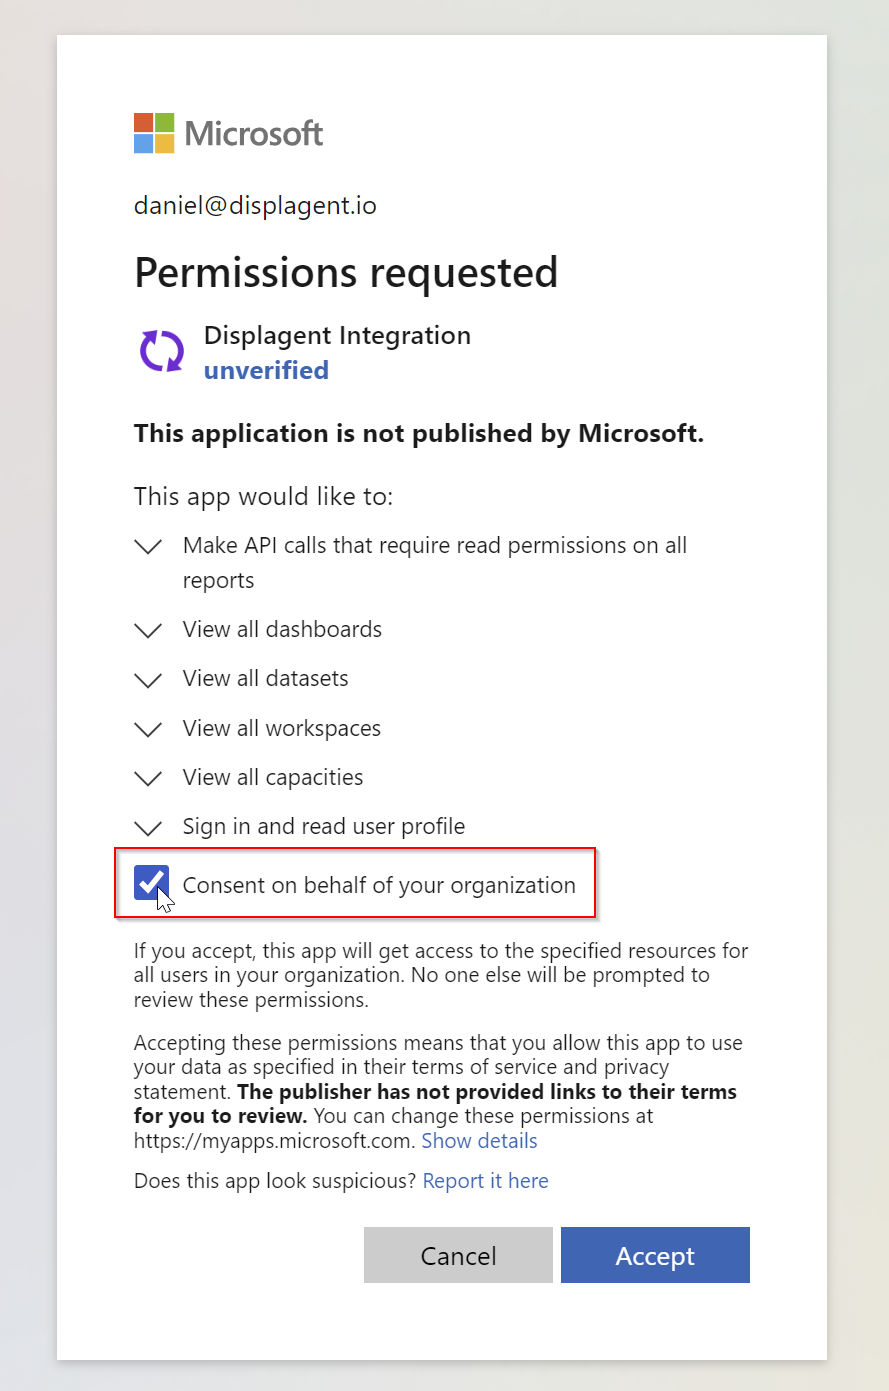 Microsoft
daniel@displagent.io
Permissions requested
Displagent Integration
unverified
This application is not published by Microsoft.
This app would like to:
Make API calls that require read permissions on all
reports
View all dashboards
View all datasets
View all workspaces
View all capacities
Sign in and read user profile
Consent on behalf of your organization
If you accept, this app will get access to the specified resources for
all users in your organization. No one else will be prompted to
review these permissions.
Accepting these permissions means that you allow this app to use
your data as specified in their terms of service and privacy
statement. The publisher has not provided links to their terms
for you to review. You can change these permissions at
https://myapps.microsoft.com. Show details
Does this app look suspicious? Report it here
Cancel
Accept